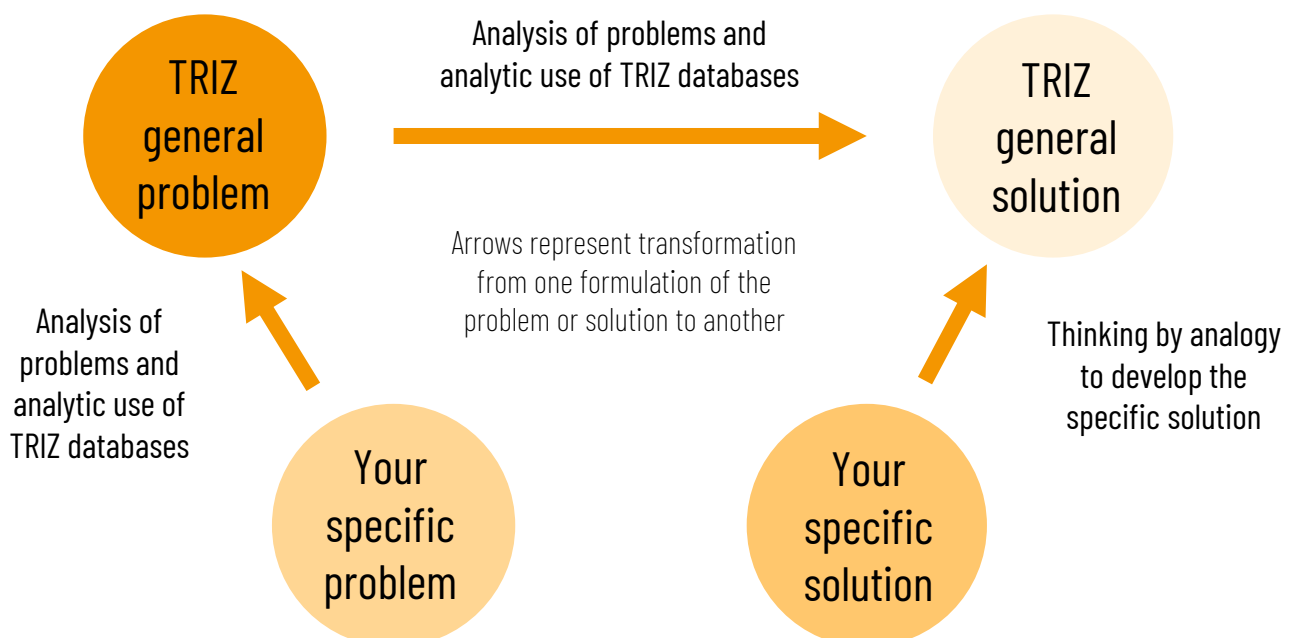 TRIZ
general
problem
Analysis of problems and
analytic use of TRIZ databases
TRIZ
general
solution
Arrows represent transformation
from one formulation of the
problem or solution to another
Analysis of
problems and
analytic use of
TRIZ databases
Thinking by analogy
to develop the
specific solution
Your
specific
problem
Your
specific
solution